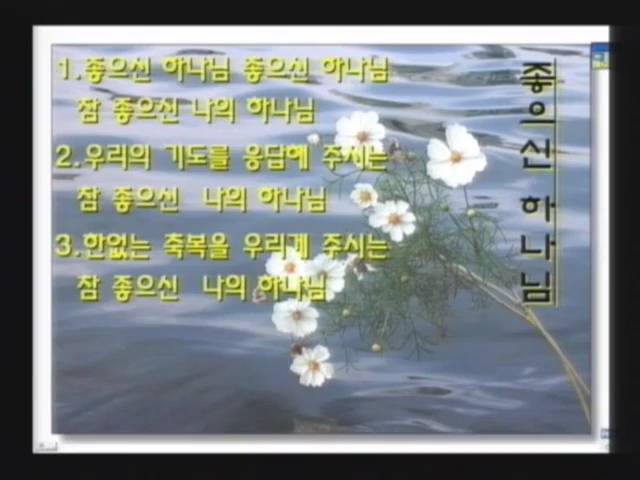 1.좋으신 하나님 좋으신 하나님
참 좋으신 나의 하나님
2.우리의 기도를 응답해 주시는
참 좋으신 나의 하나님
3.한없는 축복을 우리게 주시는
참 좋으신 나의 하나님
좋으신 하나님